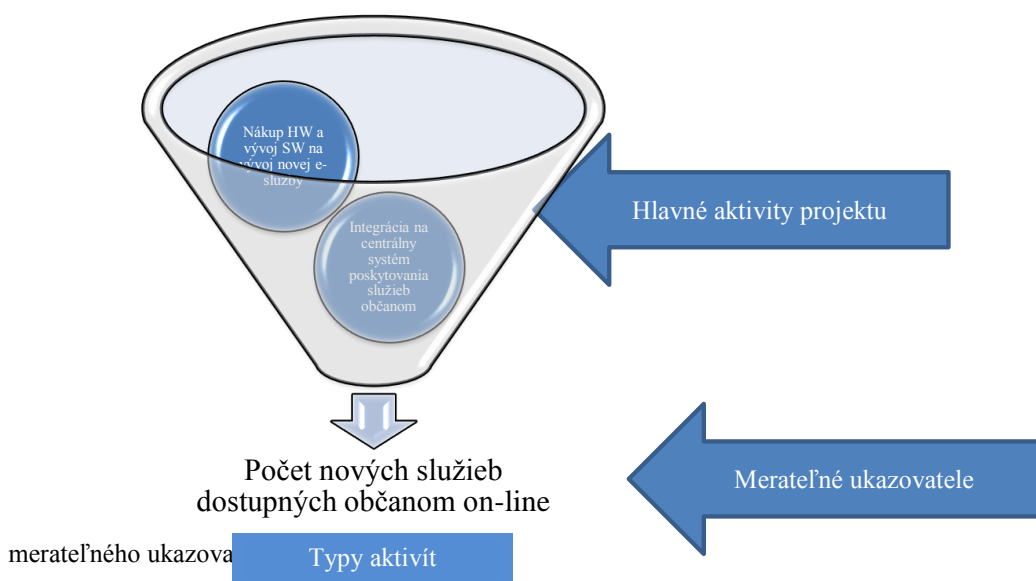 Nákup HW a
vývoj SW na
vývoj novej e-
služby
Integrácia na
centrálny
systém
poskytovania
služieb
občanom
Hlavné aktivity projektu
Počet nových služieb
dostupných občanom on-line
Merateľné ukazovatele
merateľného ukazova
Typy aktivít